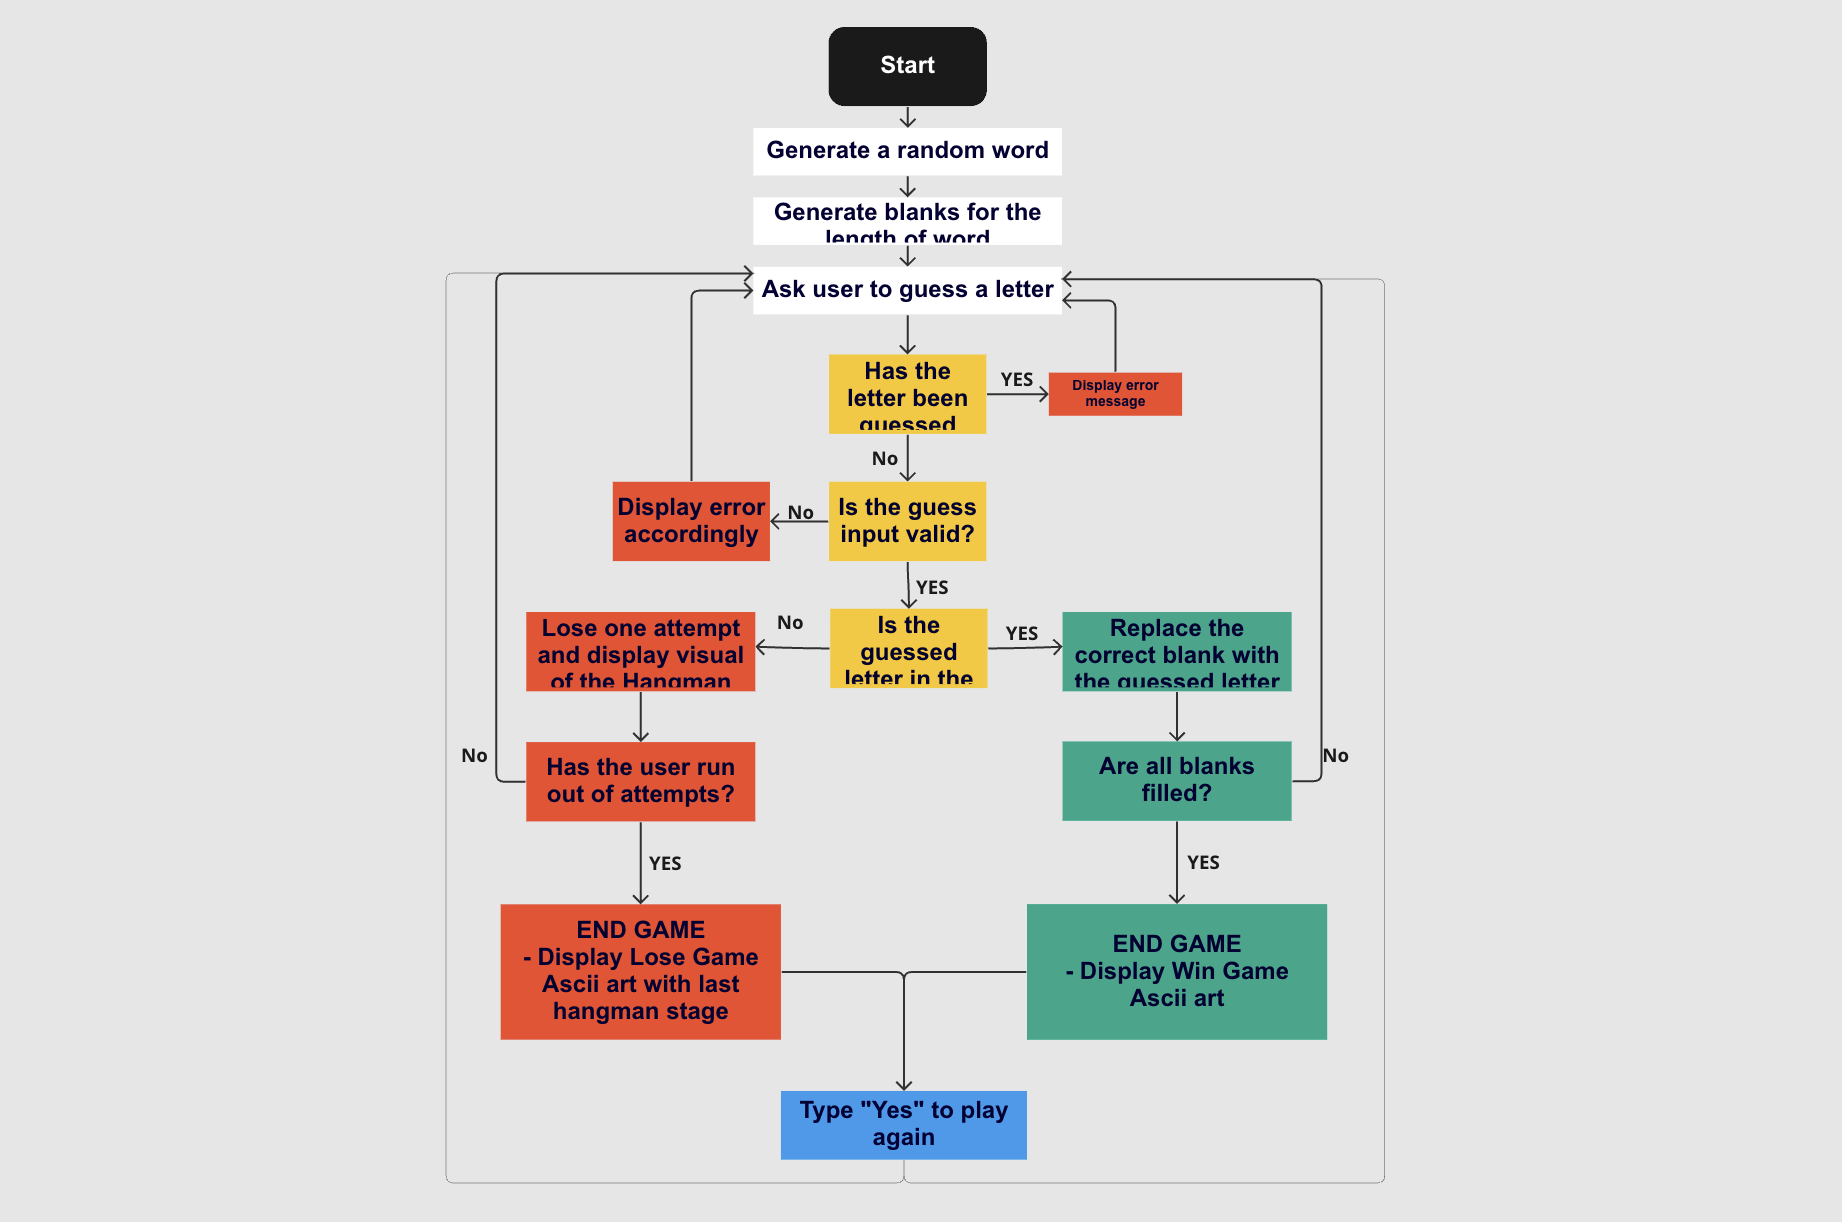 Start
Generate a random word
Generate blanks for the
length of word
Ask user to guess a letter
Has the
letter been
guessed
YES
Display error
message
No
Is the guess
input valid?
No
Display error
accordingly
YES
Is the
guessed
letter in the
No
YES
Lose one attempt
and display visual
of the Hangman
Replace the
correct blank with
the guessed letter
Has the user run
out of attempts?
No
Are all blanks
filled?
No
YES
YES
END GAME
- Display Lose Game
Ascii art with last
hangman stage
END GAME
- Display Win Game
Ascii art
Type "Yes" to play
again